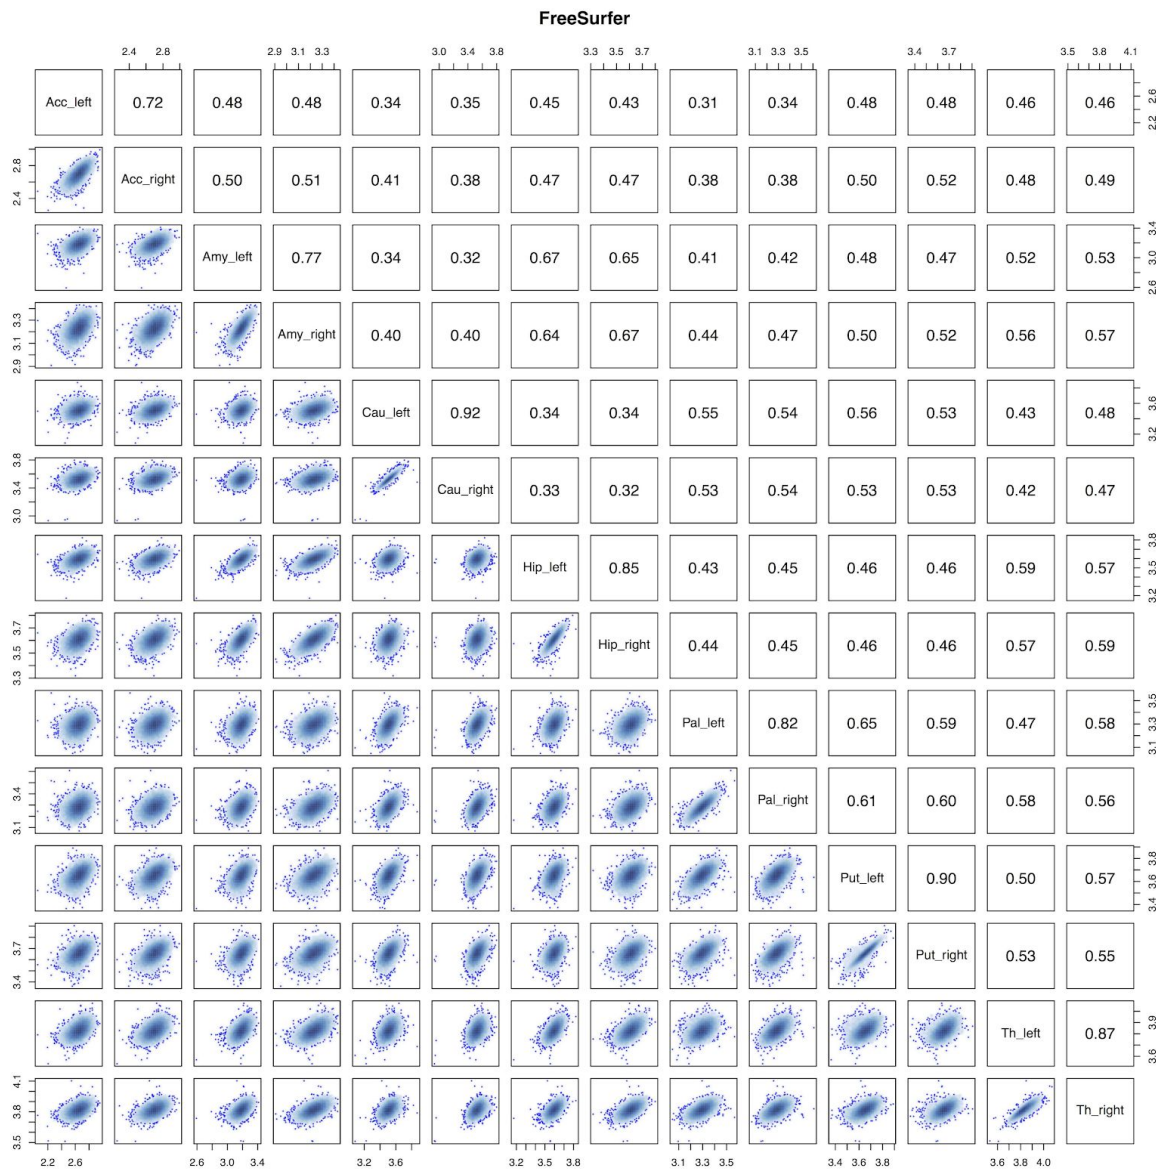 FreeSurfer
2.4 2.8 2.9 3.1 3.3 3.0 3.4 3.8 3.3 3.5 3.7 3.1 3.3 3.5 3.4 3.7 3.5 3.8 4.1
Acc_left 0.72 0.48 0.48 0.34 0.35 0.45 0.43 0.31 0.34 0.48 0.48 0.46 0.46 2.2 2.6
2.4 2.8 Acc_right 0.50 0.51 0.41 0.38 0.47 0.47 0.38 0.38 0.50 0.52 0.48 0.49
Amy_left 0.77 0.34 0.32 0.67 0.65 0.41 0.42 0.48 0.47 0.52 0.53 2.6 3.0 3.4
2.9 3.1 3.3 Amy_right 0.40 0.40 0.64 0.67 0.44 0.47 0.50 0.52 0.56 0.57
Cau_left 0.92 0.34 0.34 0.55 0.54 0.56 0.53 0.43 0.48 3.2 3.6
3.0 3.4 3.8 Cau_right 0.33 0.32 0.53 0.54 0.53 0.53 0.42 0.47
Hip_left 0.85 0.43 0.45 0.46 0.46 0.59 0.57 3.2 3.5 3.8
3.3 3.5 3.7 Hip_right 0.44 0.45 0.46 0.46 0.57 0.59
Pal_left 0.82 0.65 0.59 0.47 0.58 3.1 3.3 3.5
3.1 3.4 Pal_right 0.61 0.60 0.58 0.56
Put_left 0.90 0.50 0.57 3.4 3.6 3.8
3.4 3.7 Put_right 0.53 0.55
Th_left 0.87 3.6 3.9
3.5 3.8 4.1 Th_right
2.2 2.6 2.6 3.0 3.4 3.2 3.6 3.2 3.5 3.8 3.1 3.3 3.5 3.4 3.6 3.8 3.6 3.8 4.0